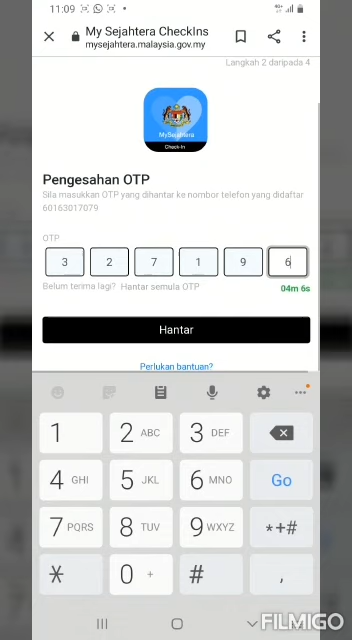 11:09
My Sejahtera CheckIns
mysejahtera.malaysia.gov.my
Langkah 2 daripada 4
MySejahtera
Check-In
Pengesahan OTP
Sila masukkan OTP yang dihantar ke nombor telefon yang didaftar
60163017079
OTP
3 2 7 1 9 6
Belum terima lagi? Hantar semula OTP 04m 6s
Hantar
Perlukan bantuan?
1 2 ABC 3 DEF
4 GHI 5 JKL 6 MNO Go
7 PQRS 8 TUV 9 WXYZ *+#
* 0 + # ,
FILMIGO